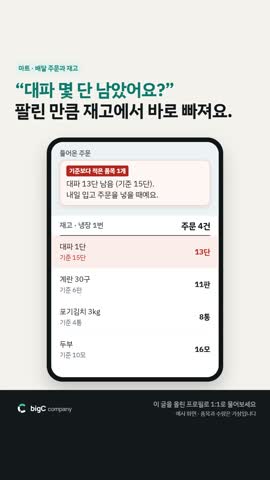 마트 · 배달 주문과 재고
“대파 몇 단 남았어요?”
팔린 만큼 재고에서 바로 빠져요.
들어온 주문
기준보다 적은 품목 1개
대파 13단 남음 (기준 15단).
내일 입고 주문을 넣을 때예요.
재고 · 냉장 1번 주문 4건
대파 1단 13단
기준 15단
계란 30구 11판
기준 6판
포기김치 3kg 8통
기준 4통
두부 16모
기준 10모
bigC company
이 글을 올린 프로필로 1:1로 물어보세요
예시 화면 · 품목과 수량은 가상입니다